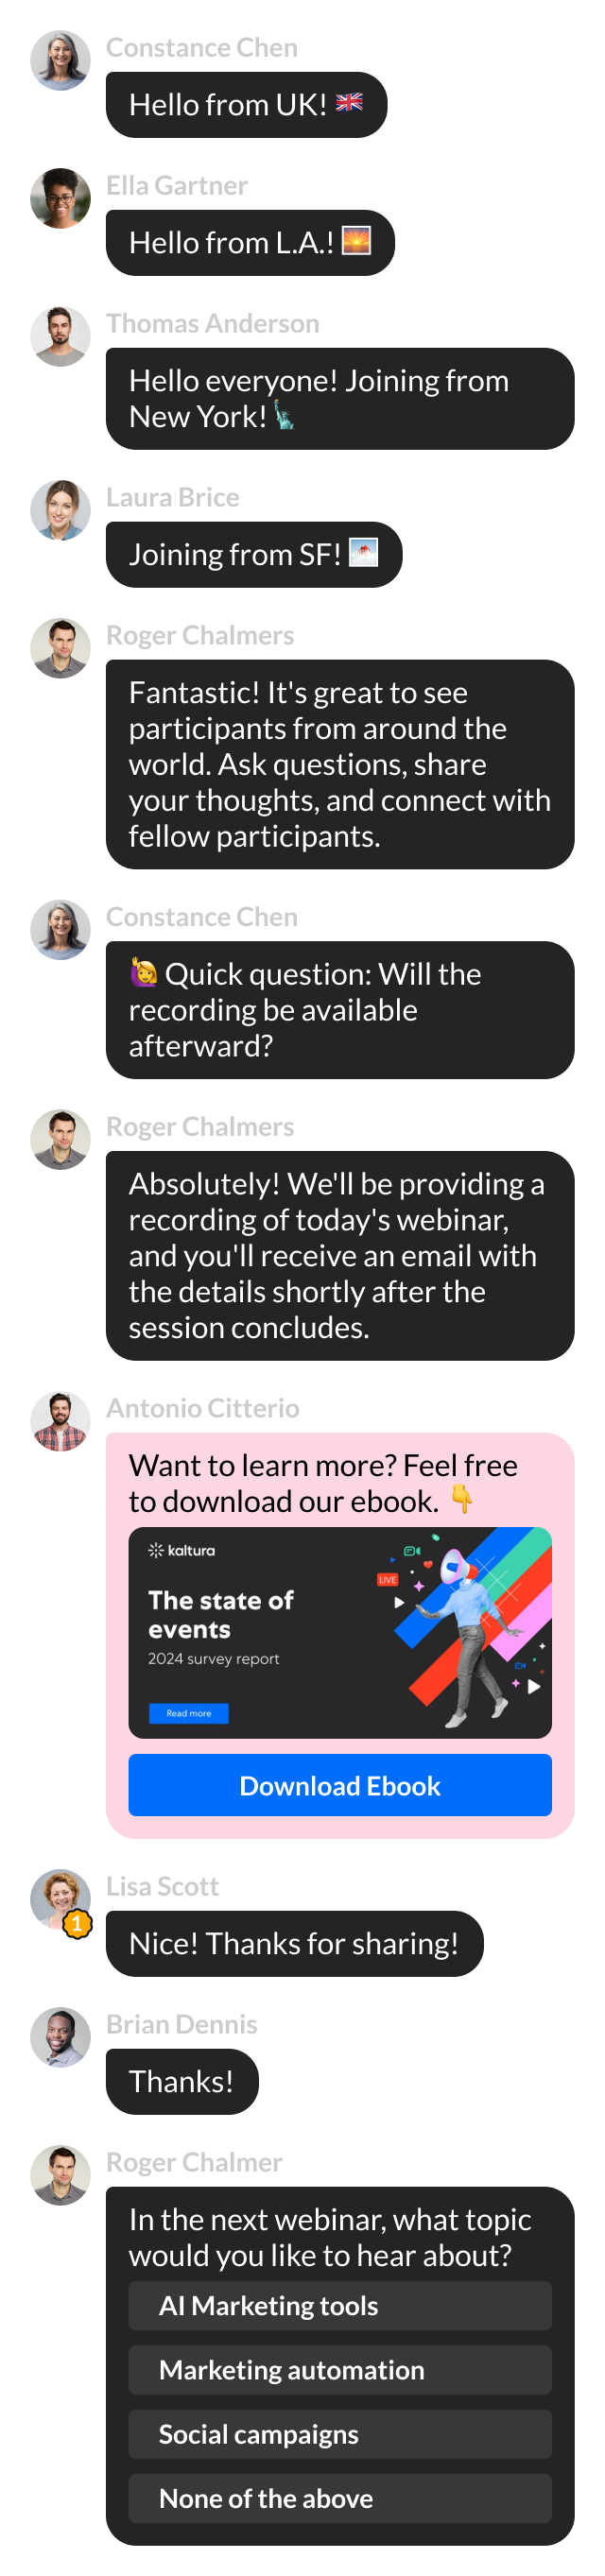 Constance Chen
Hello from UK! 🇬🇧
Ella Gartner
Hello from L.A.! 🌅
Thomas Anderson
Hello everyone! Joining from
New York!🗽
Laura Brice
Joining from SF! 🌁
Roger Chalmers
Fantastic! It's great to see
participants from around the
world. Ask questions, share
your thoughts, and connect with
fellow participants.
Constance Chen
🙋‍♀️ Quick question: Will the
recording be available
afterward?
Roger Chalmers
Absolutely! We'll be providing a
recording of today's webinar,
and you'll receive an email with
the details shortly after the
session concludes.
Antonio Citterio
Want to learn more? Feel free
to download our ebook. 👇
kaltura
LIVE
The state of
events
2024 survey report
Read more
Download Ebook
Lisa Scott
1
Nice! Thanks for sharing!
Brian Dennis
Thanks!
Roger Chalmer
In the next webinar, what topic
would you like to hear about?
AI Marketing tools
Marketing automation
Social campaigns
None of the above